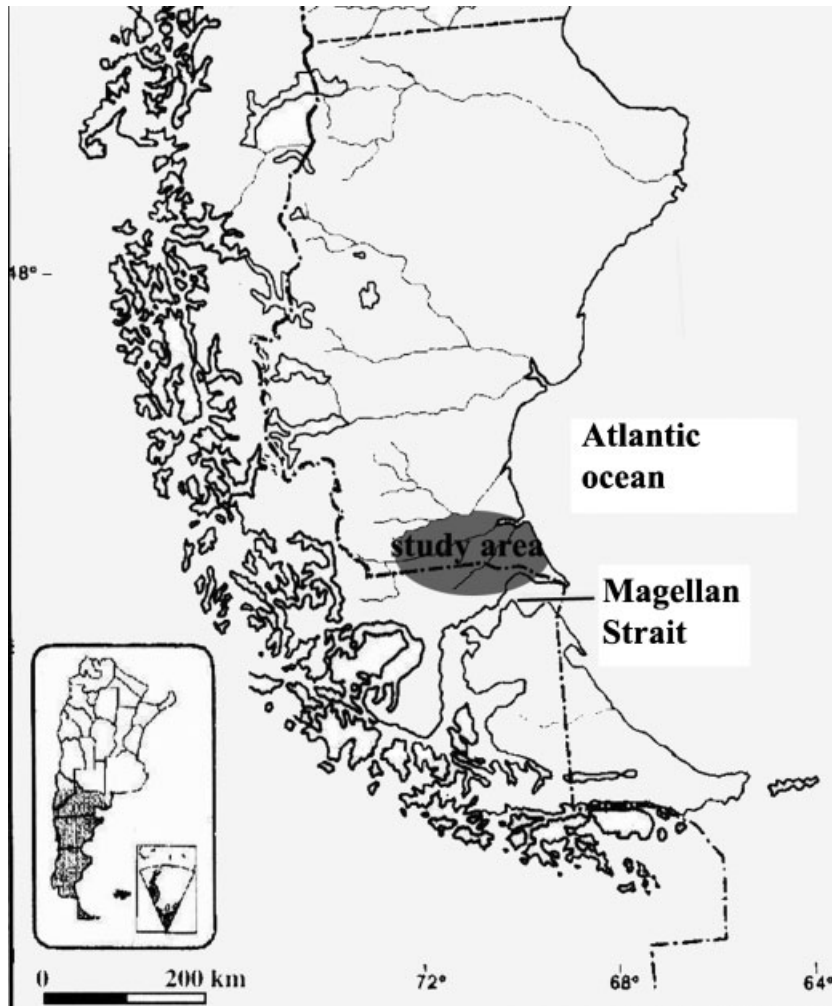 48°
Atlantic
ocean
study area
Magellan
Strait
0 200 km
72° 68° 64°